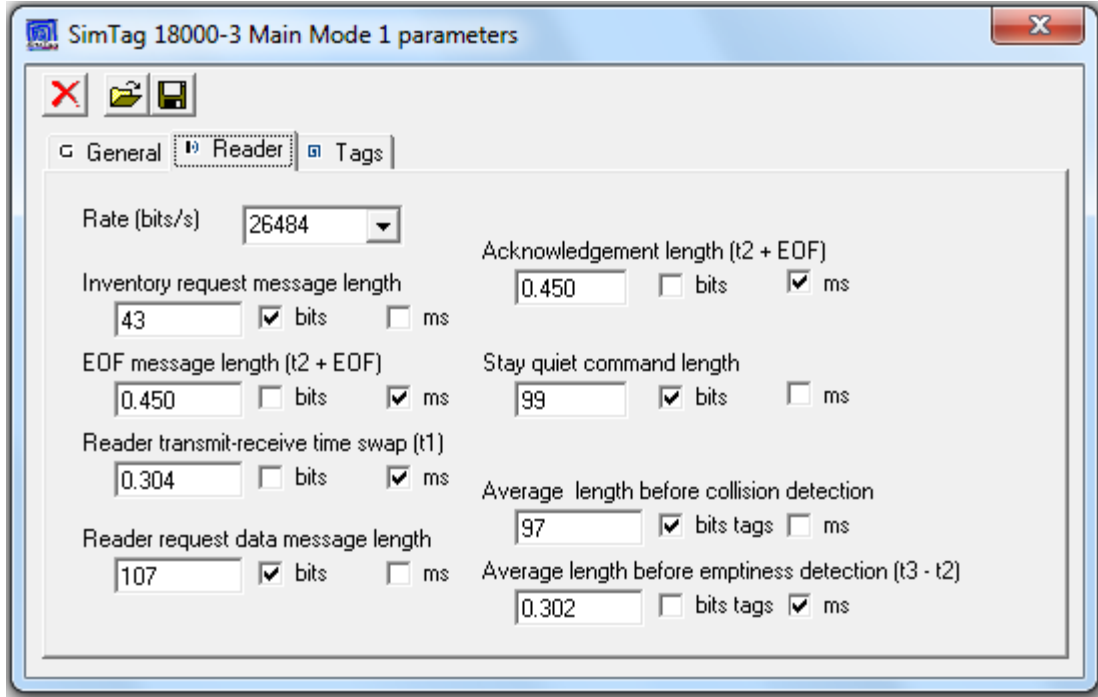 SimTag 18000-3 Main Mode 1 parameters
General Reader Tags
Rate (bits/s) 26484
Inventory request message length
43 bits ms
EOF message length (t2 + EOF)
0.450 bits ms
Reader transmit-receive time swap (t1)
0.304 bits ms
Reader request data message length
107 bits ms
Acknowledgement length (t2 + EOF)
0.450 bits ms
Stay quiet command length
99 bits ms
Average  length before collision detection
97 bits tags ms
Average length before emptiness detection (t3 - t2)
0.302 bits tags ms